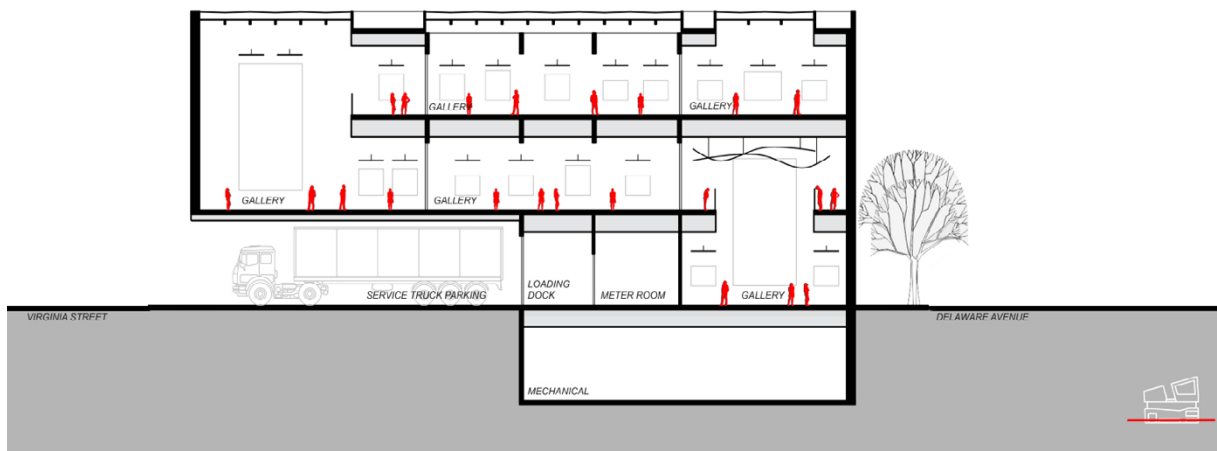 GALLERY
GALLERY
GALLERY
GALLERY
SERVICE TRUCK PARKING
LOADING
DOCK
METER ROOM
GALLERY
VIRGINIA STREET
DELAWARE AVENUE
MECHANICAL